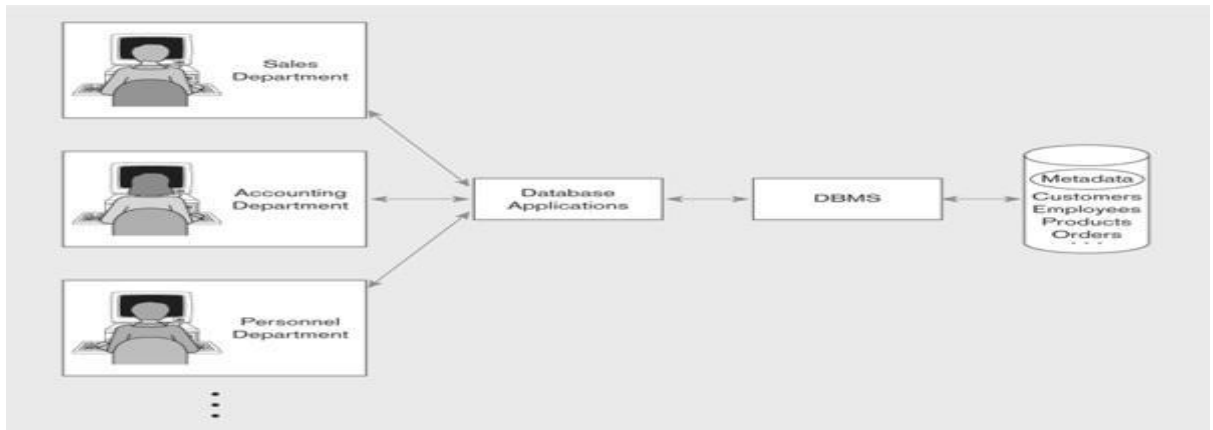 Sales
Department
Accounting
Department
Personnel
Department
Database
Applications
DBMS
Metadata
Customers
Employees
Products
Orders
. . .